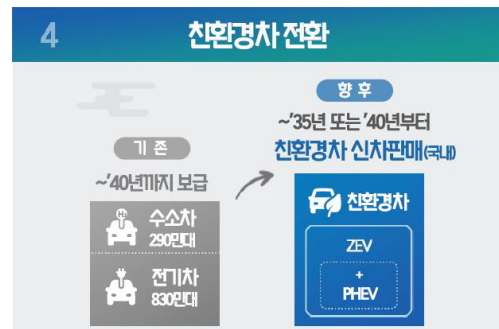 4
친환경차 전환
기 존
~'40년까지 보급
H2
수소차
290만대
전기차
830만대
향 후
~'35년 또는 '40년부터
친환경차 신차판매(국내)
친환경차
ZEV
+
PHEV